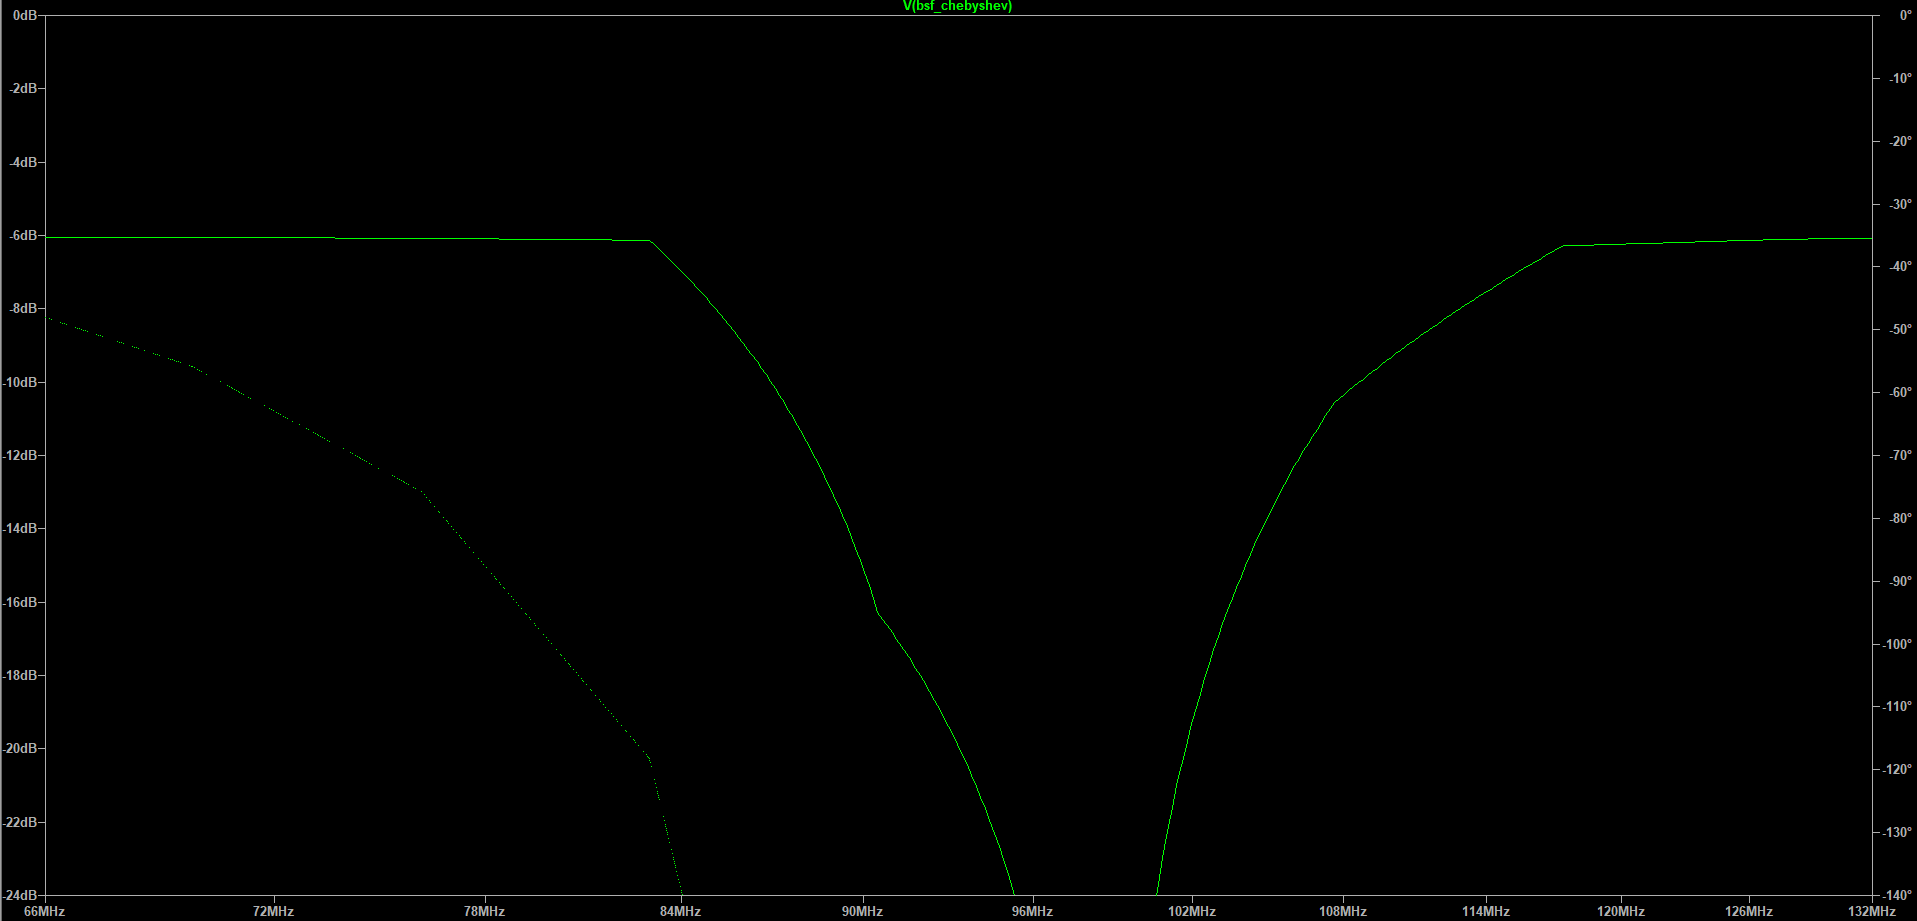 V(bsf_chebyshev)
0dB 0°
-2dB -10°
-4dB -20°
-6dB -30°
-8dB -40°
-10dB -50°
-12dB -60°
-14dB -70°
-16dB -80°
-18dB -90°
-20dB -100°
-22dB -110°
-24dB -120°
-130°
-140°
66MHz 72MHz 78MHz 84MHz 90MHz 96MHz 102MHz 108MHz 114MHz 120MHz 126MHz 132MHz